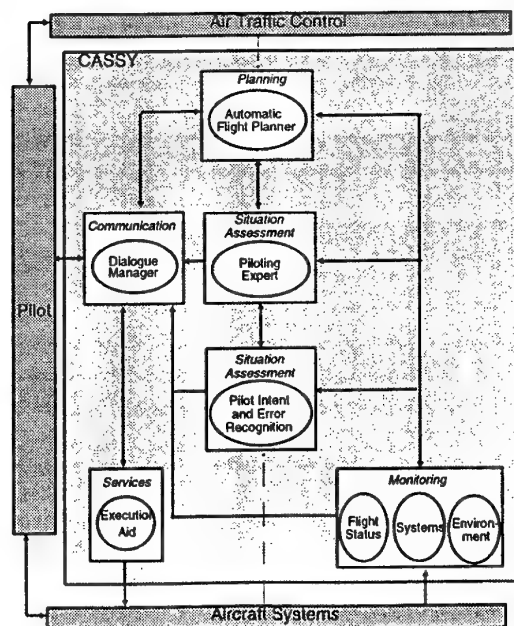 Air Traffic Control
CASSY
Planning
Automatic
Flight Planner
Communication
Dialogue
Manager
Situation
Assessment
Piloting
Expert
Pilot
Situation
Assessment
Pilot Intent
and Error
Recognition
Services
Execution
Aid
Monitoring
Flight
Status
Systems
Environ-
ment
Aircraft Systems